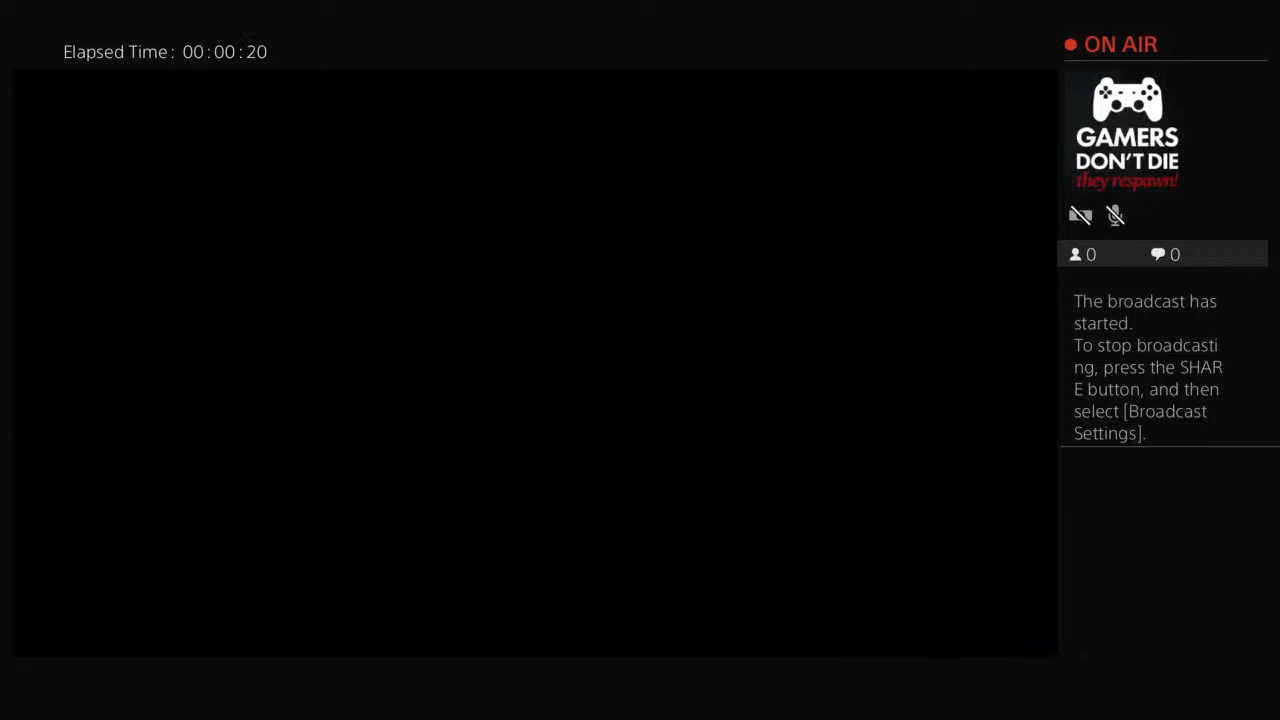 Elapsed Time: 00:00:20
ON AIR
GAMERS
DON'T DIE
they respawn!
0 0
The broadcast has
started.
To stop broadcasti
ng, press the SHAR
E button, and then
select [Broadcast
Settings].